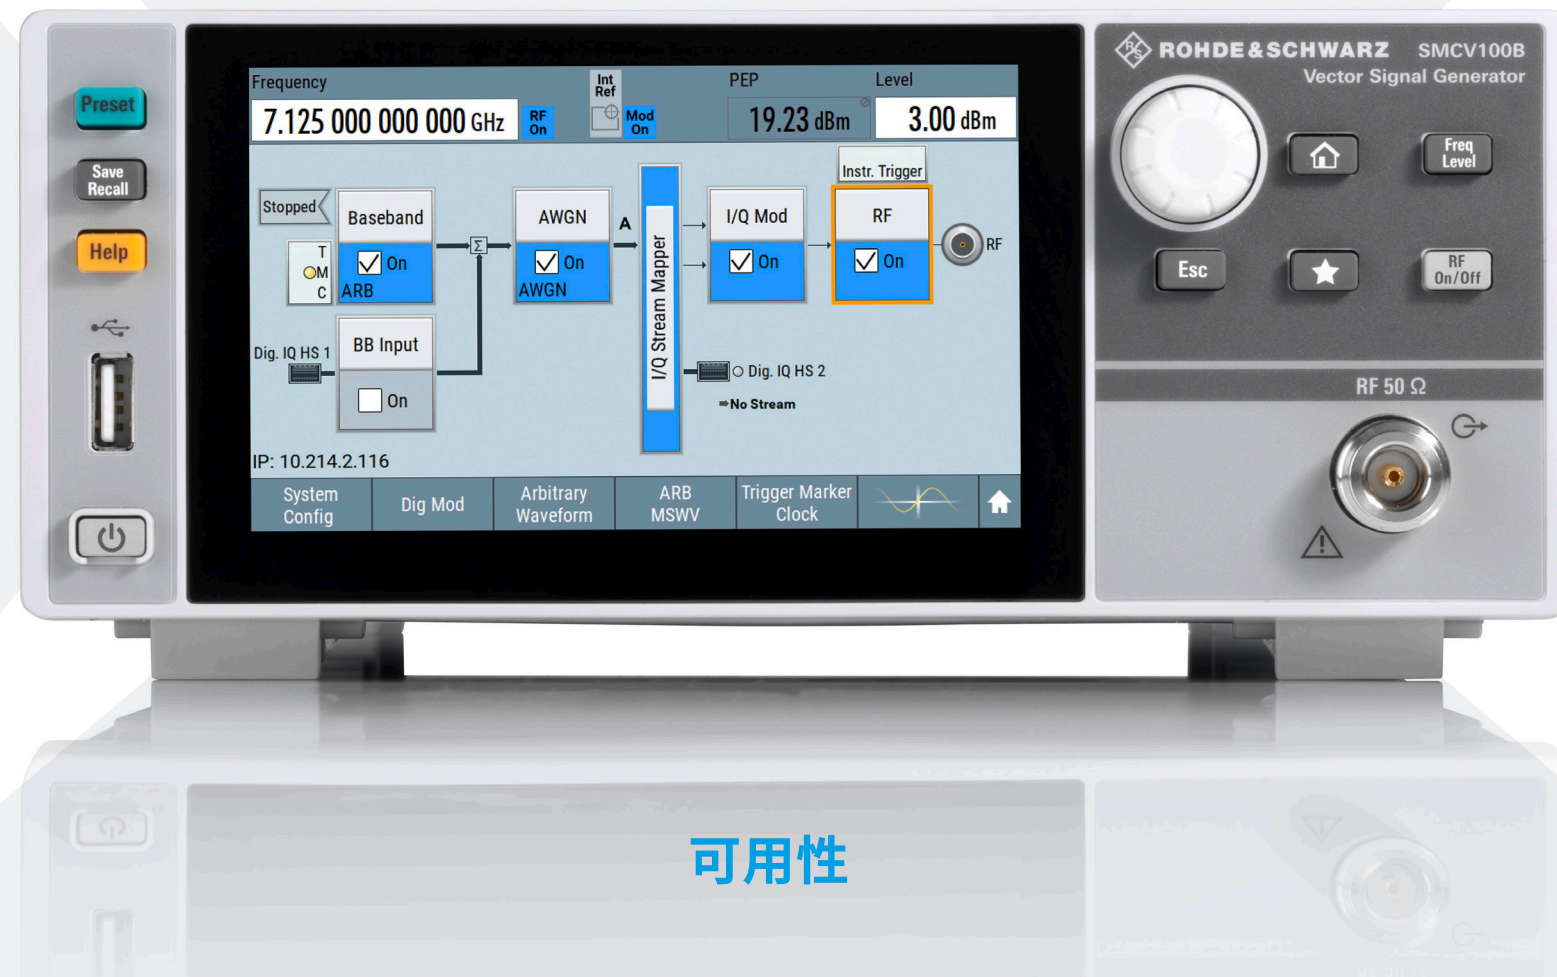 Preset
Save
Recall
Help
Frequency
7.125 000 000 000 GHz
RF
On
Int
Ref
Mod
On
PEP
19.23 dBm
Level
3.00 dBm
Instr. Trigger
Stopped
Baseband
On
ARB
T
M
C
Σ
AWGN
On
AWGN
A
I/Q Stream Mapper
I/Q Mod
On
RF
On
RF
BB Input
On
Dig. IQ HS 1
Dig. IQ HS 2
No Stream
IP: 10.214.2.116
System
Config
Dig Mod
Arbitrary
Waveform
ARB
MSWV
Trigger Marker
Clock
R&S
ROHDE&SCHWARZ SMCV100B
Vector Signal Generator
Freq
Level
Esc
RF
On/Off
RF 50 Ω
可用性